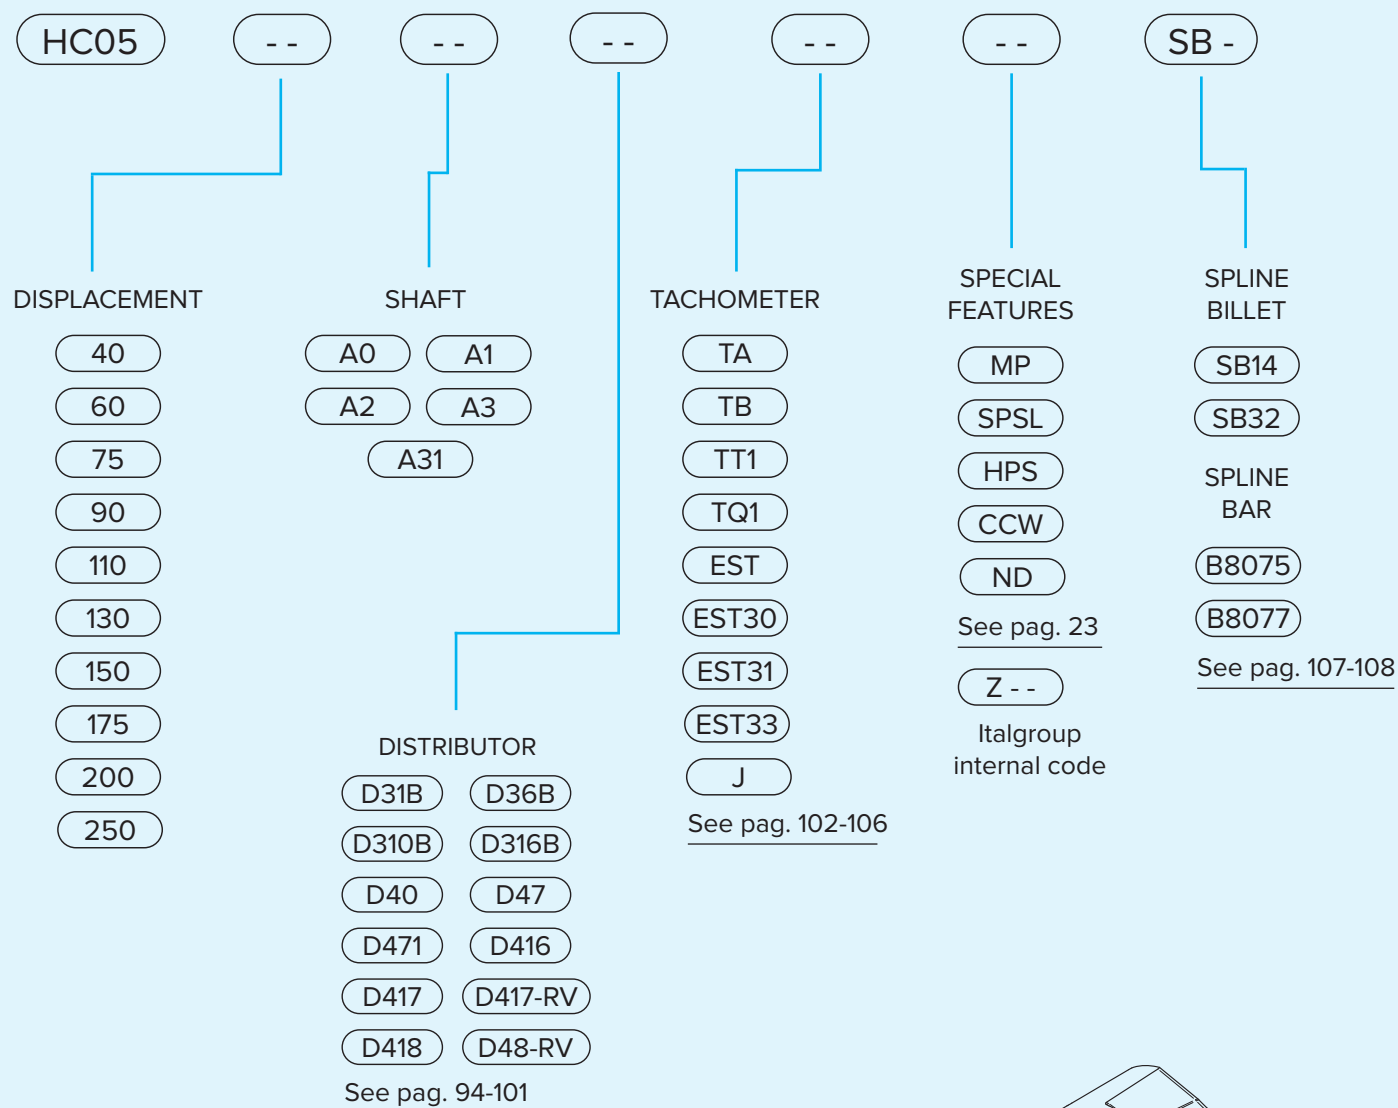 HC05 - - - - - - - - - - SB -
DISPLACEMENT
40
60
75
90
110
130
150
175
200
250
SHAFT
A0 A1
A2 A3
A31
DISTRIBUTOR
D31B D36B
D310B D316B
D40 D47
D471 D416
D417 D417-RV
D418 D48-RV
See pag. 94-101
TACHOMETER
TA
TB
TT1
TQ1
EST
EST30
EST31
EST33
J
See pag. 102-106
SPECIAL
FEATURES
MP
SPSL
HPS
CCW
ND
See pag. 23
Z - -
Italgroup
internal code
SPLINE
BILLET
SB14
SB32
SPLINE
BAR
B8075
B8077
See pag. 107-108